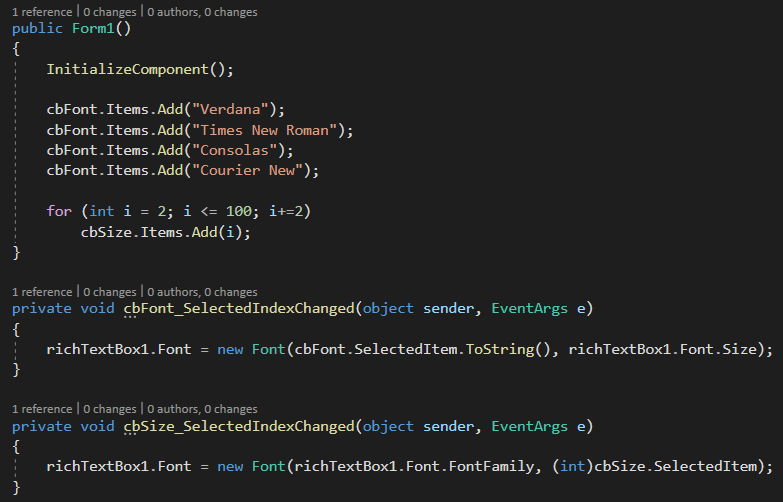 1 reference | 0 changes | 0 authors, 0 changes
public Form1()
{
    InitializeComponent();

    cbFont.Items.Add("Verdana");
    cbFont.Items.Add("Times New Roman");
    cbFont.Items.Add("Consolas");
    cbFont.Items.Add("Courier New");

    for (int i = 2; i <= 100; i+=2)
        cbSize.Items.Add(i);
}

1 reference | 0 changes | 0 authors, 0 changes
private void cbFont_SelectedIndexChanged(object sender, EventArgs e)
{
    richTextBox1.Font = new Font(cbFont.SelectedItem.ToString(), richTextBox1.Font.Size);
}

1 reference | 0 changes | 0 authors, 0 changes
private void cbSize_SelectedIndexChanged(object sender, EventArgs e)
{
    richTextBox1.Font = new Font(richTextBox1.Font.FontFamily, (int)cbSize.SelectedItem);
}